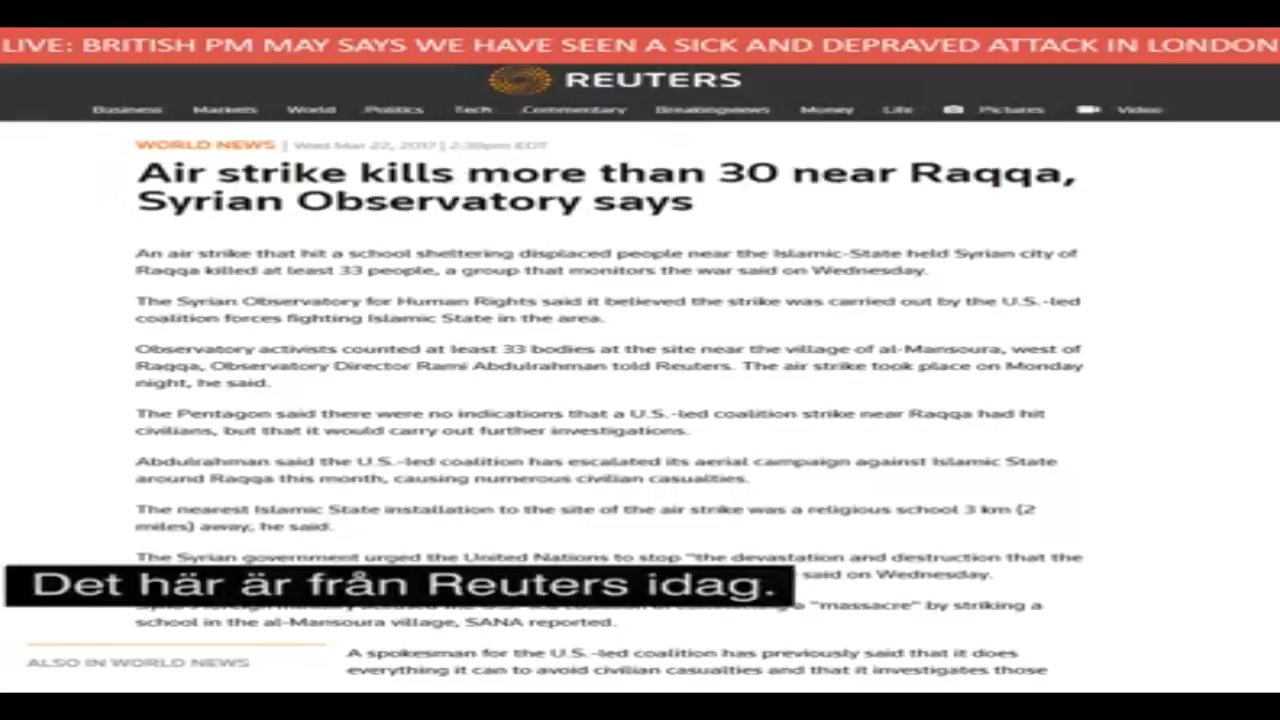 LIVE: BRITISH PM MAY SAYS WE HAVE SEEN A SICK AND DEPRAVED ATTACK IN LONDON
REUTERS
Business Markets World Politics Tech Commentary Breakingviews Money Life Pictures Video
WORLD NEWS | Wed Mar 22, 2017 | 2:38pm EDT
Air strike kills more than 30 near Raqqa,
Syrian Observatory says
An air strike that hit a school sheltering displaced people near the Islamic-State held Syrian city of
Raqqa killed at least 33 people, a group that monitors the war said on Wednesday.
The Syrian Observatory for Human Rights said it believed the strike was carried out by the U.S.-led
coalition forces fighting Islamic State in the area.
Observatory activists counted at least 33 bodies at the site near the village of al-Mansoura, west of
Raqqa, Observatory Director Rami Abdulrahman told Reuters. The air strike took place on Monday
night, he said.
The Pentagon said there were no indications that a U.S.-led coalition strike near Raqqa had hit
civilians, but that it would carry out further investigations.
Abdulrahman said the U.S.-led coalition has escalated its aerial campaign against Islamic State
around Raqqa this month, causing numerous civilian casualties.
The nearest Islamic State installation to the site of the air strike was a religious school 3 km (2
miles) away, he said.
The Syrian government urged the United Nations to stop "the devastation and destruction that the
said on Wednesday.
Det här är från Reuters idag.
a "massacre" by striking a
school in the al-Mansoura village, SANA reported.
A spokesman for the U.S.-led coalition has previously said that it does
everything it can to avoid civilian casualties and that it investigates those
ALSO IN WORLD NEWS